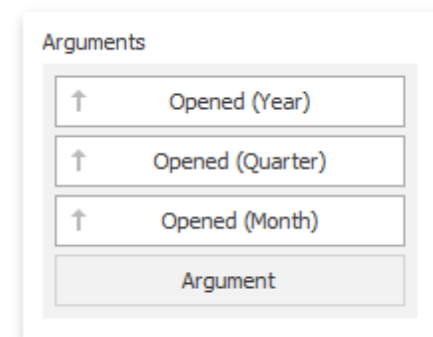 Arguments
Opened (Year)
Opened (Quarter)
Opened (Month)
Argument